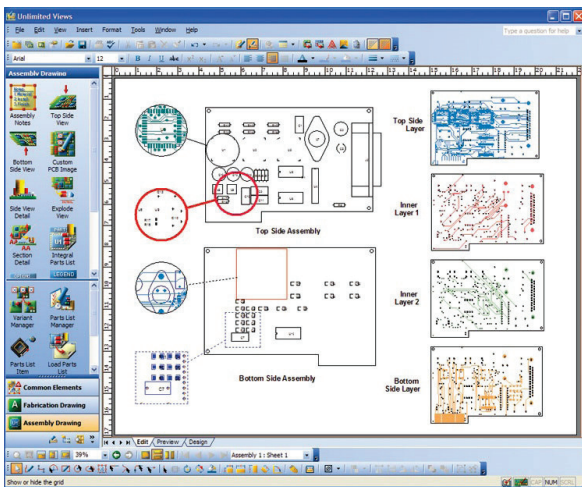 Unlimited Views
File Edit View Insert Format Tools Window Help
Type a question for help
Arial 12
Assembly Drawing
Assembly Notes
Top Side View
Bottom Side View
Custom PCB Image
Side View Detail
Explode View
Section Detail
Integral Parts List
LEGEND
Variant Manager
Parts List Manager
Parts List Item
Load Parts List
Common Elements
Fabrication Drawing
Assembly Drawing
Top Side Assembly
Bottom Side Assembly
Top Side
Layer
Inner
Layer 1
Inner
Layer 2
Bottom
Side Layer
Edit Preview Design
39%
Assembly 1: Sheet 1
Show or hide the grid
CAP NUM SCRL